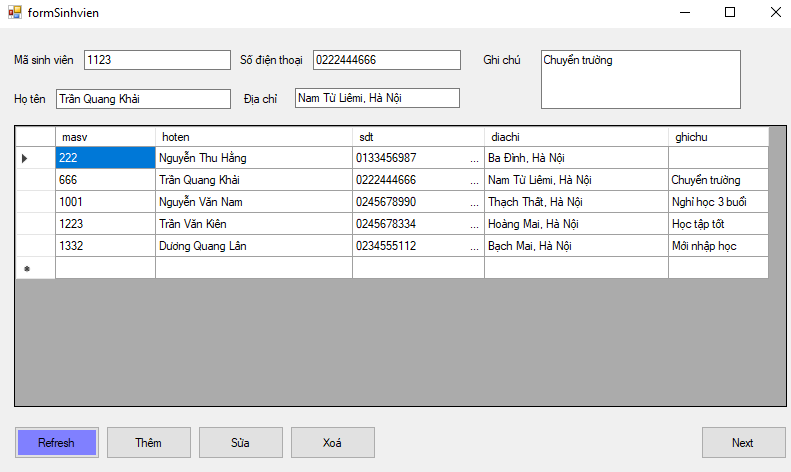 formSinhvien
Mã sinh viên 1123 Số điện thoại 0222444666 Ghi chú Chuyển trường
Họ tên Trần Quang Khải Địa chỉ Nam Từ Liêmi, Hà Nội
masv hoten sdt diachi ghichu
222 Nguyễn Thu Hằng 0133456987 ... Ba Đình, Hà Nội
666 Trần Quang Khải 0222444666 ... Nam Từ Liêmi, Hà Nội Chuyển trường
1001 Nguyễn Văn Nam 0245678990 ... Thạch Thất, Hà Nội Nghỉ học 3 buổi
1223 Trần Văn Kiên 0245678334 ... Hoàng Mai, Hà Nội Học tập tốt
1332 Dương Quang Lân 0234555112 ... Bạch Mai, Hà Nội Mới nhập học
Refresh Thêm Sửa Xoá Next